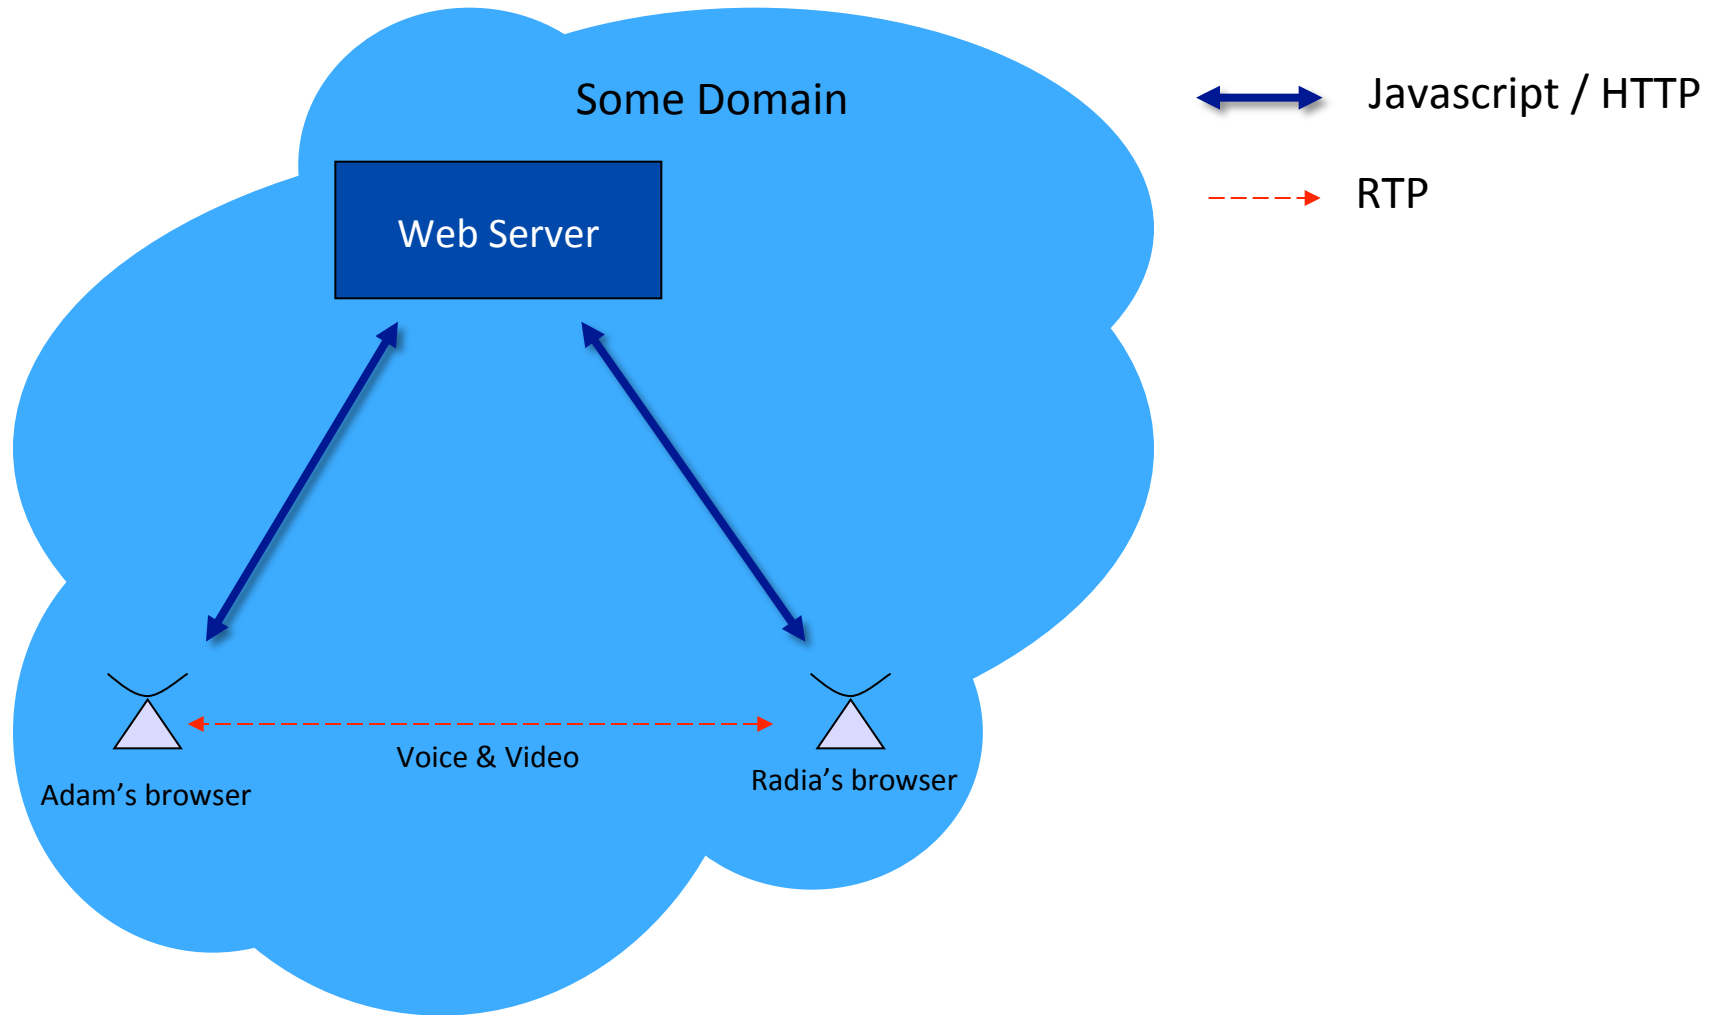 Some Domain
Javascript / HTTP
RTP
Web Server
Voice & Video
Adam’s browser
Radia’s browser